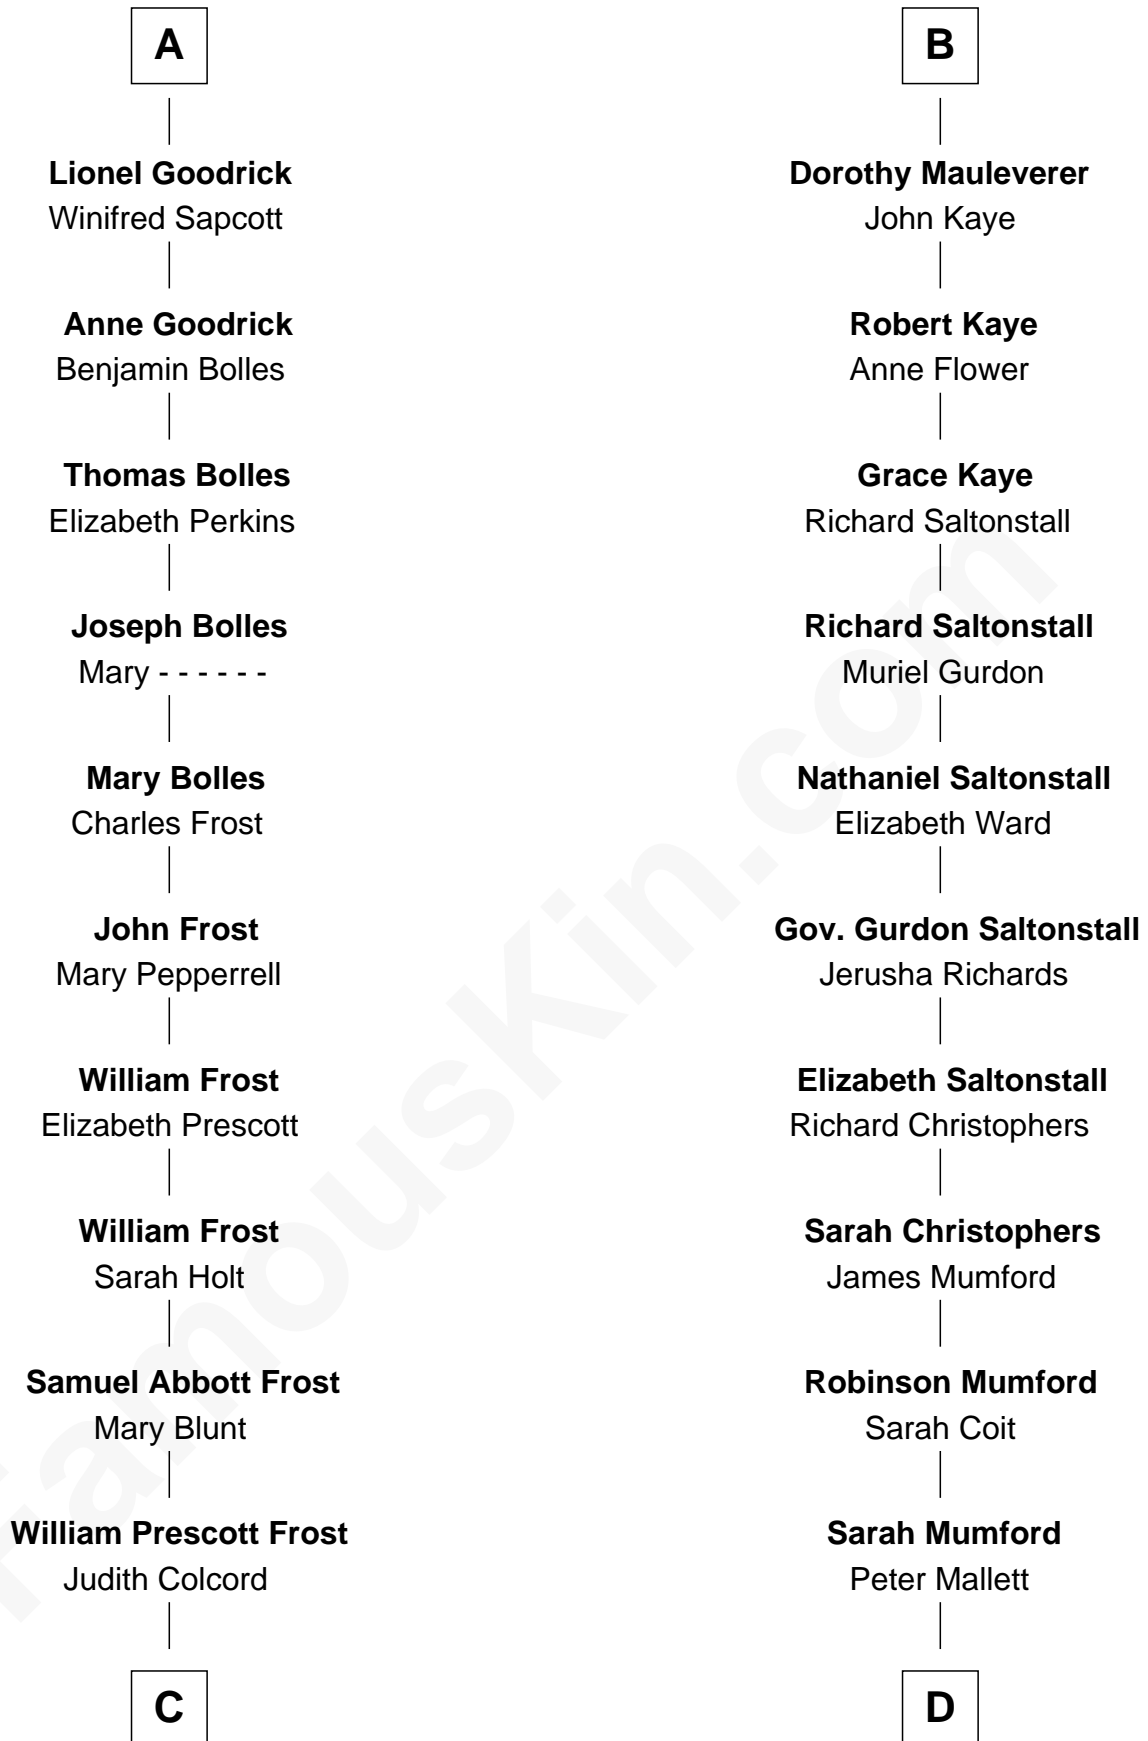 A
Lionel Goodrick
Winifred Sapcott
Anne Goodrick
Benjamin Bolles
Thomas Bolles
Elizabeth Perkins
Joseph Bolles
Mary - - - - - -
Mary Bolles
Charles Frost
John Frost
Mary Pepperrell
William Frost
Elizabeth Prescott
William Frost
Sarah Holt
Samuel Abbott Frost
Mary Blunt
William Prescott Frost
Judith Colcord
C
B
Dorothy Mauleverer
John Kaye
Robert Kaye
Anne Flower
Grace Kaye
Richard Saltonstall
Richard Saltonstall
Muriel Gurdon
Nathaniel Saltonstall
Elizabeth Ward
Gov. Gurdon Saltonstall
Jerusha Richards
Elizabeth Saltonstall
Richard Christophers
Sarah Christophers
James Mumford
Robinson Mumford
Sarah Coit
Sarah Mumford
Peter Mallett
D
FamousKin.com